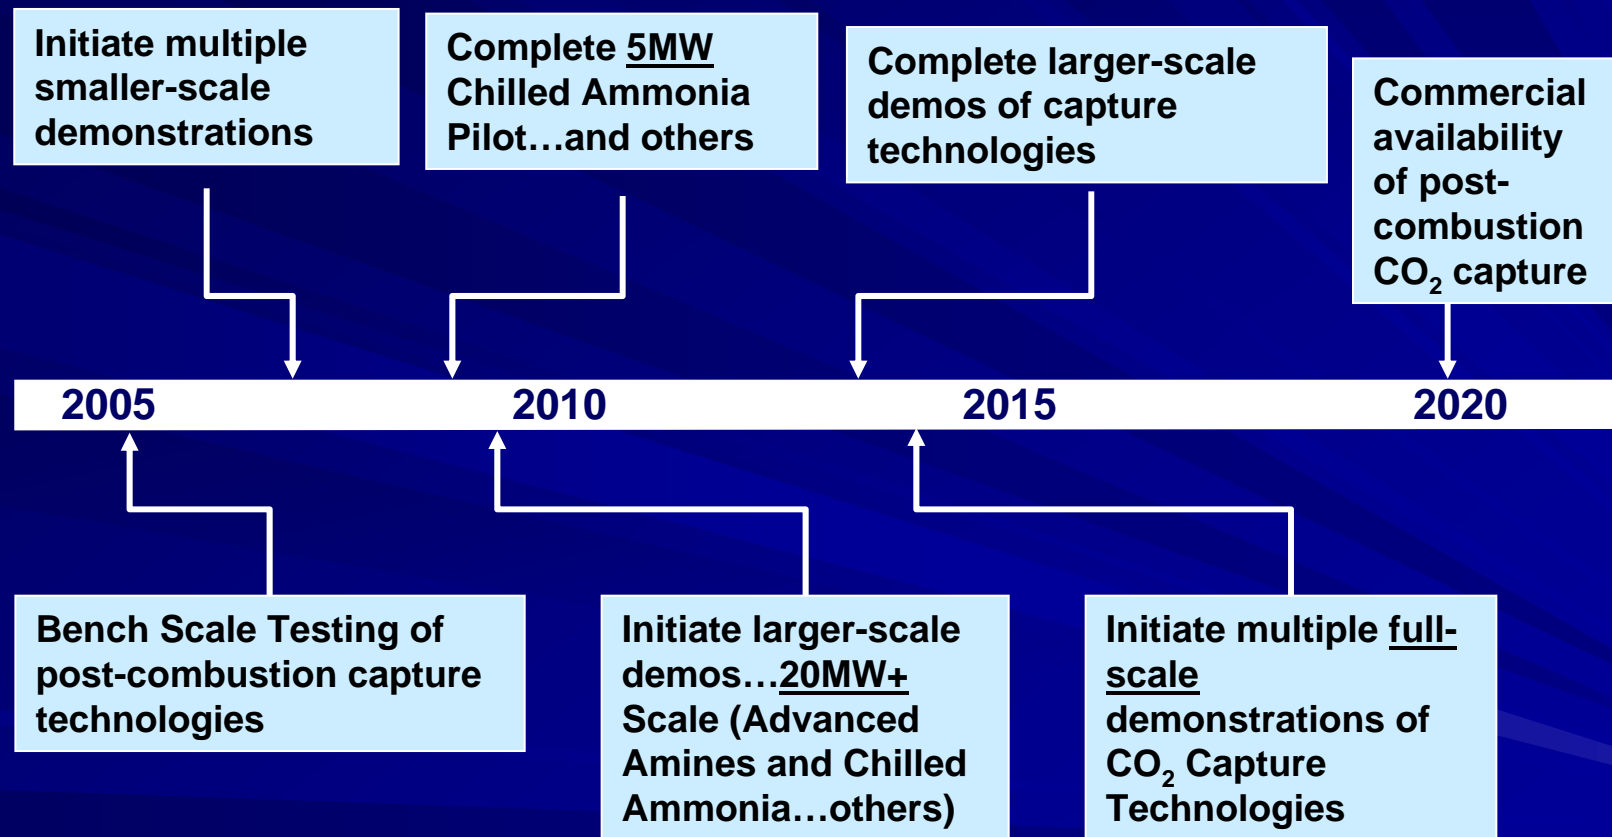 Initiate multiple
smaller-scale
demonstrations
Complete 5MW
Chilled Ammonia
Pilot…and others
Complete larger-scale
demos of capture
technologies
Commercial
availability
of post-
combustion
CO₂ capture
2005 2010 2015 2020
Bench Scale Testing of
post-combustion capture
technologies
Initiate larger-scale
demos…20MW+
Scale (Advanced
Amines and Chilled
Ammonia…others)
Initiate multiple full-
scale
demonstrations of
CO₂ Capture
Technologies